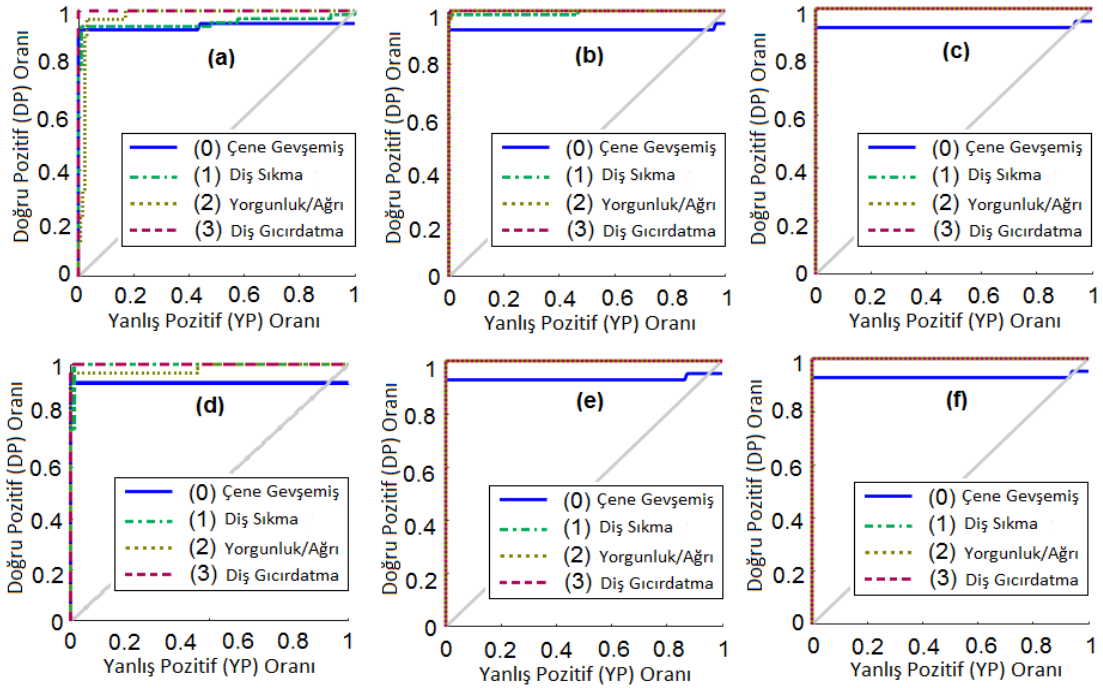 1
0.8
0.6
0.4
0.2
0
Doğru Pozitif (DP) Oranı
(a)
(0) Çene Gevşemiş
(1) Diş Sıkma
(2) Yorgunluk/Ağrı
(3) Diş Gıcırdatma
0 0.2 0.4 0.6 0.8 1
Yanlış Pozitif (YP) Oranı
1
0.8
0.6
0.4
0.2
0
Doğru Pozitif (DP) Oranı
(b)
(0) Çene Gevşemiş
(1) Diş Sıkma
(2) Yorgunluk/Ağrı
(3) Diş Gıcırdatma
0 0.2 0.4 0.6 0.8 1
Yanlış Pozitif (YP) Oranı
1
0.8
0.6
0.4
0.2
0
Doğru Pozitif (DP) Oranı
(c)
(0) Çene Gevşemiş
(1) Diş Sıkma
(2) Yorgunluk/Ağrı
(3) Diş Gıcırdatma
0 0.2 0.4 0.6 0.8 1
Yanlış Pozitif (YP) Oranı
1
0.8
0.6
0.4
0.2
0
Doğru Pozitif (DP) Oranı
(d)
(0) Çene Gevşemiş
(1) Diş Sıkma
(2) Yorgunluk/Ağrı
(3) Diş Gıcırdatma
0 0.2 0.4 0.6 0.8 1
Yanlış Pozitif (YP) Oranı
1
0.8
0.6
0.4
0.2
0
Doğru Pozitif (DP) Oranı
(e)
(0) Çene Gevşemiş
(1) Diş Sıkma
(2) Yorgunluk/Ağrı
(3) Diş Gıcırdatma
0 0.2 0.4 0.6 0.8 1
Yanlış Pozitif (YP) Oranı
1
0.8
0.6
0.4
0.2
0
Doğru Pozitif (DP) Oranı
(f)
(0) Çene Gevşemiş
(1) Diş Sıkma
(2) Yorgunluk/Ağrı
(3) Diş Gıcırdatma
0 0.2 0.4 0.6 0.8 1
Yanlış Pozitif (YP) Oranı